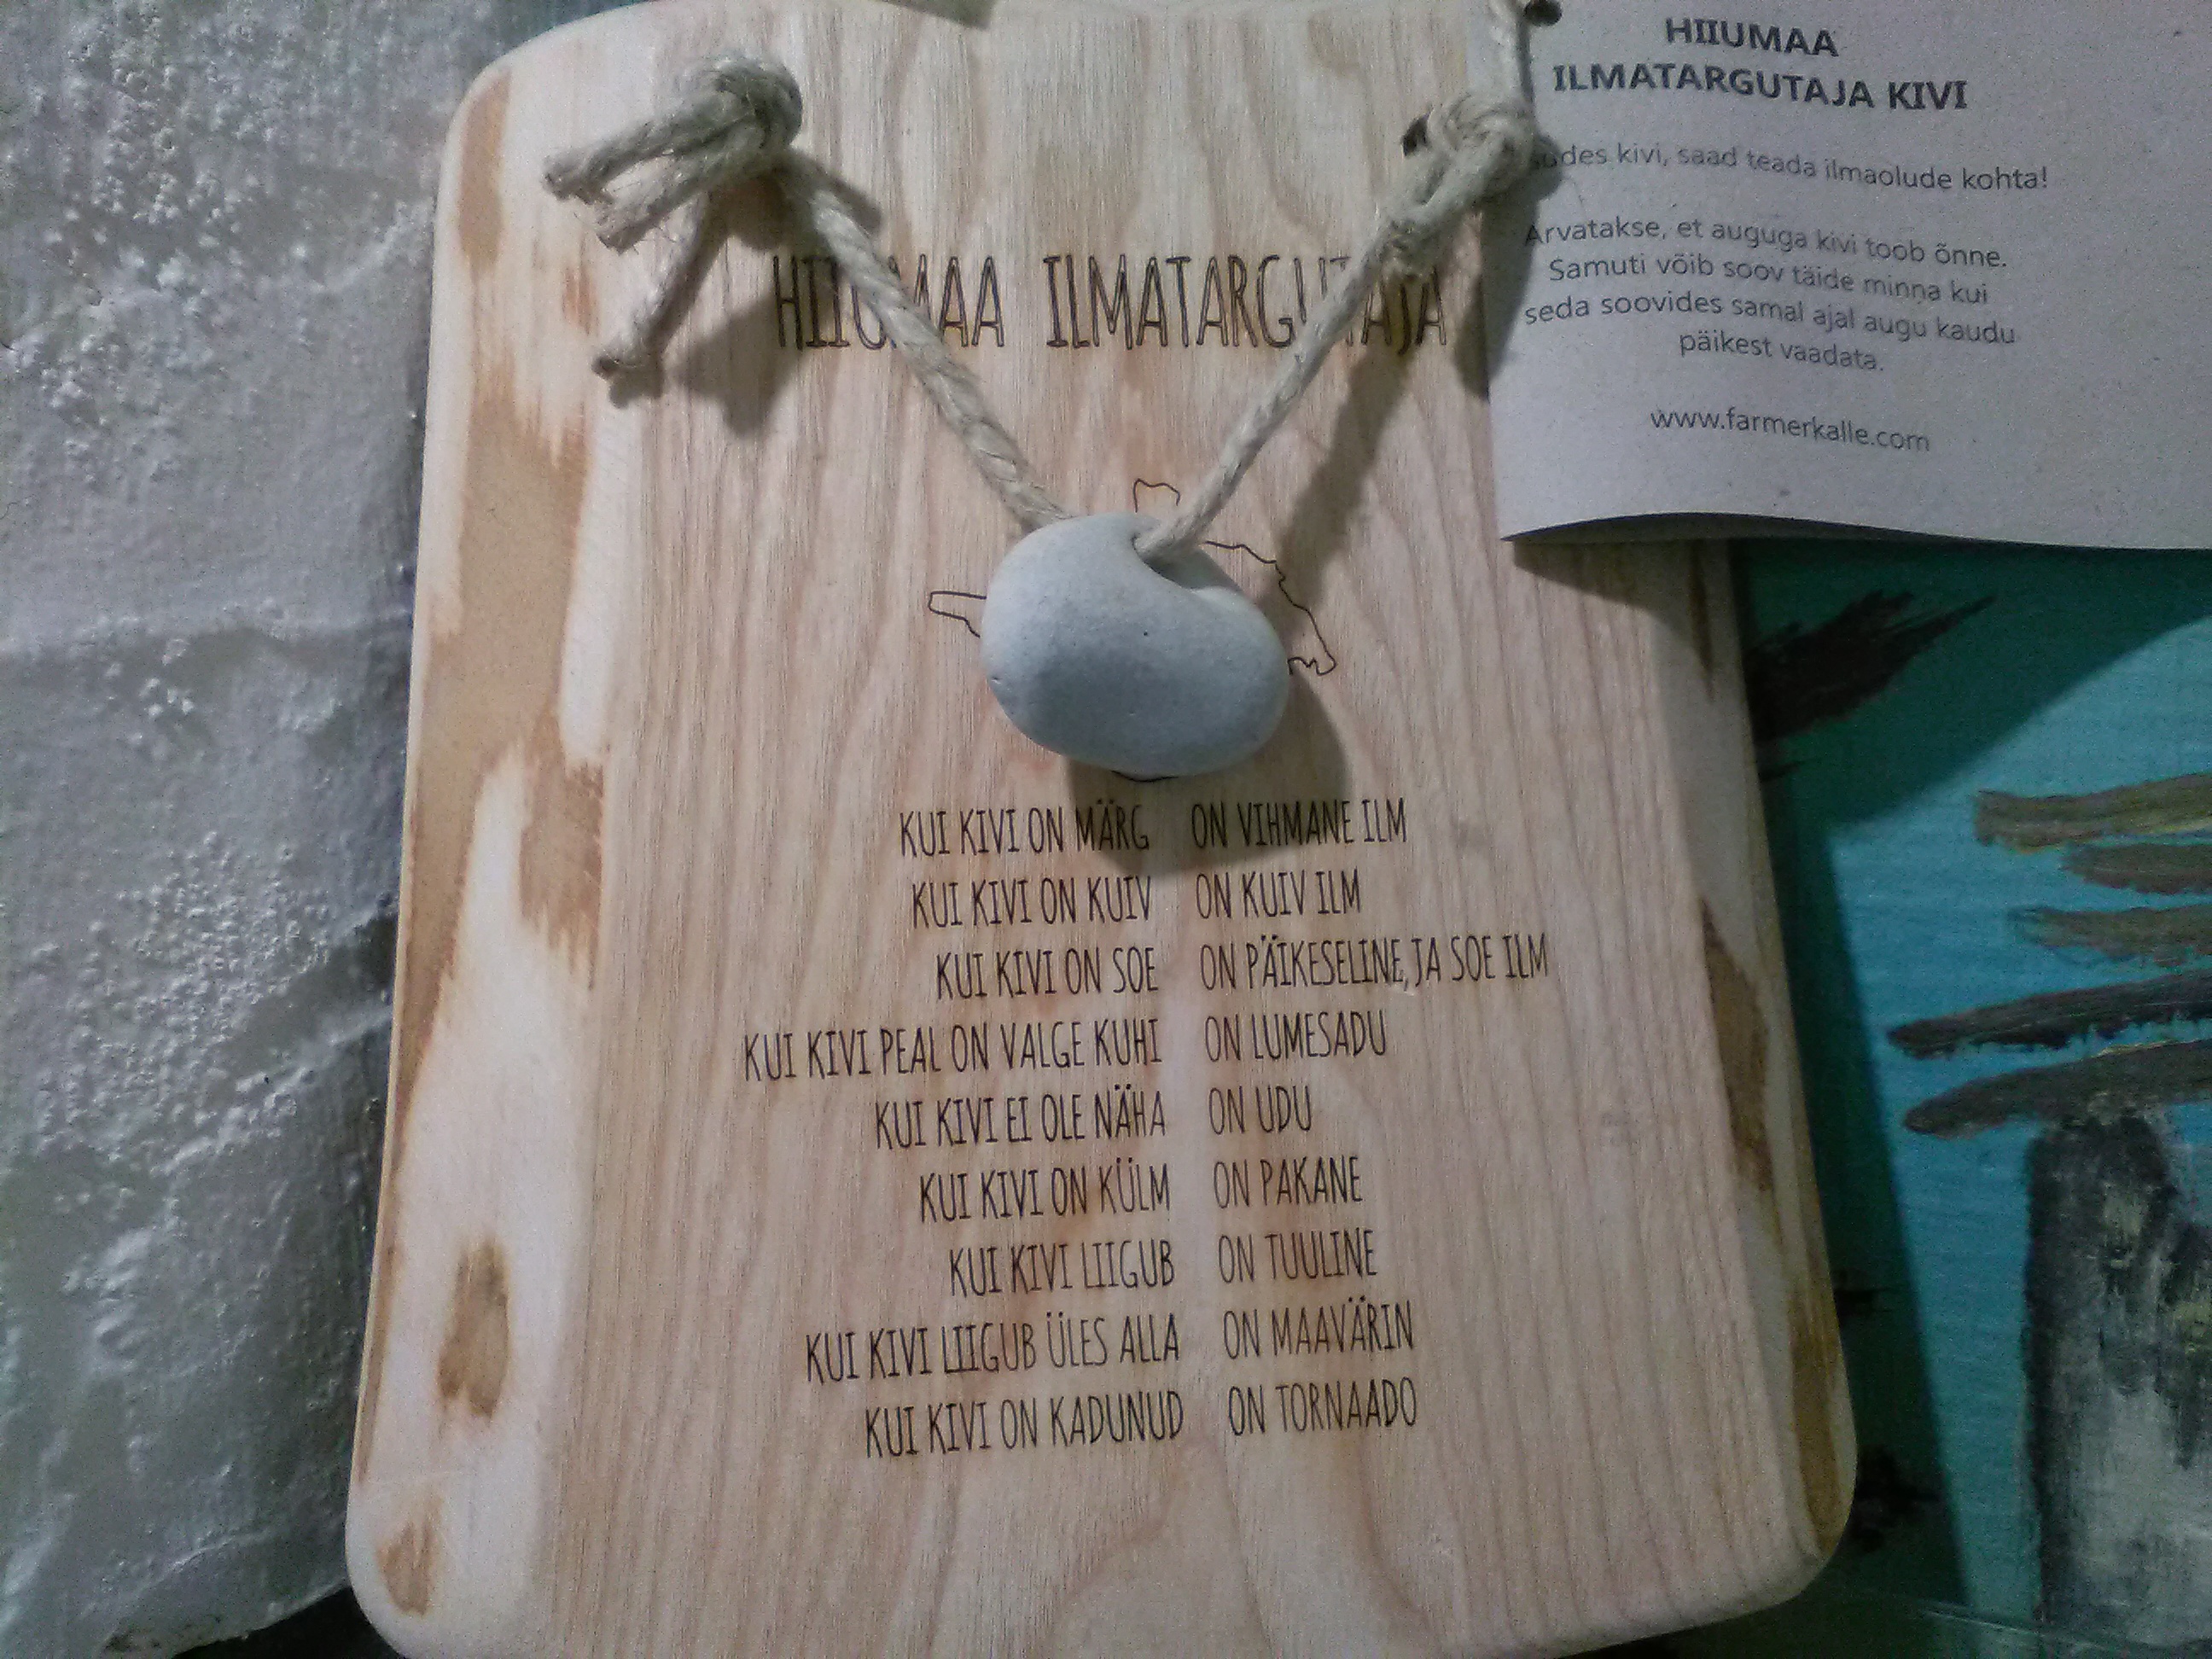 HIIUMAA ILMATARGUTAJA
KUI KIVI ON MÄRG ON VIHMANE ILM
KUI KIVI ON KUIV ON KUIV ILM
KUI KIVI ON SOE ON PÄIKESELINE, JA SOE ILM
KUI KIVI PEAL ON VALGE KUHI ON LUMESADU
KUI KIVI EI OLE NÄHA ON UDU
KUI KIVI ON KÜLM ON PAKANE
KUI KIVI LIIGUB ON TUULINE
KUI KIVI LIIGUB ÜLES ALLA ON MAAVÄRIN
KUI KIVI ON KADUNUD ON TORNAADO
HIIUMAA
ILMATARGUTAJA KIVI
kivi, saad teada ilmaolude kohta!
Arvatakse, et auguga kivi toob õnne.
Samuti võib soov täide minna kui
seda soovides samal ajal augu kaudu
päikest vaadata.
www.farmerkalle.com